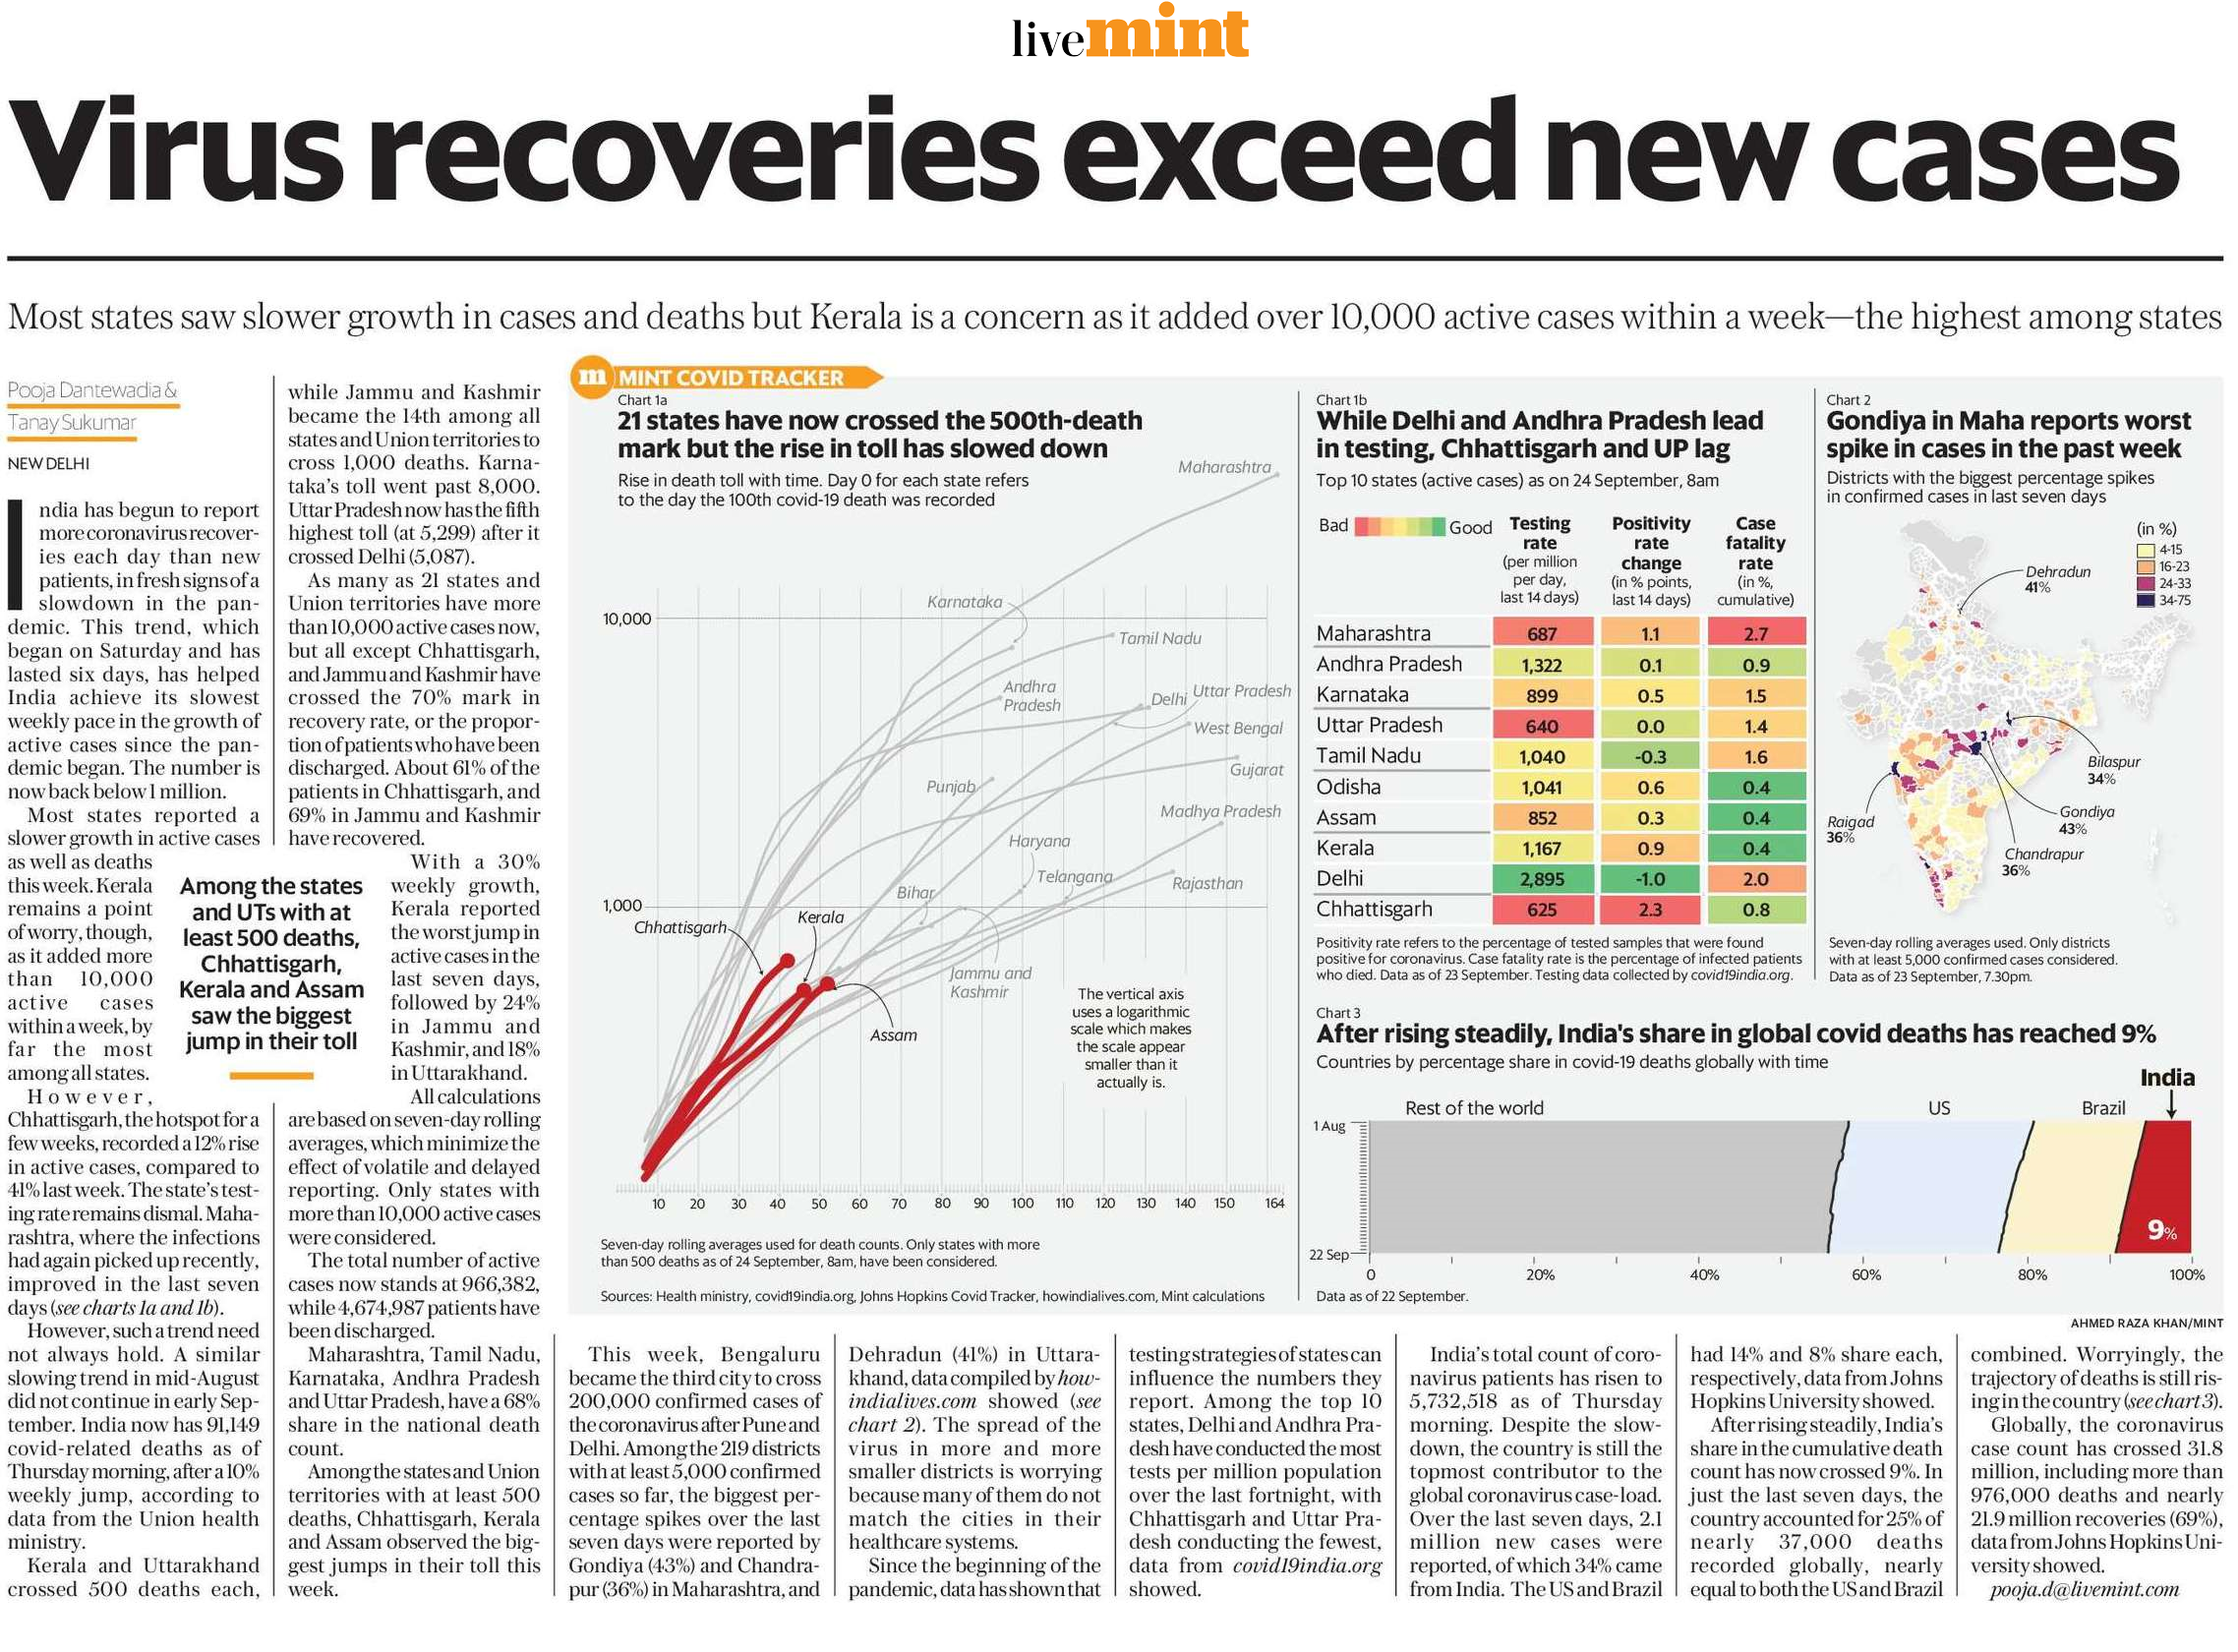 livemint
Virus recoveries exceed new cases
Most states saw slower growth in cases and deaths but Kerala is a concern as it added over 10,000 active cases within a week—the highest among states
Pooja Dantewadia &
Tanay Sukumar
NEW DELHI
India has begun to report
more coronavirus recover-
ies each day than new
patients, in fresh signs of a
slowdown in the pan-
demic. This trend, which
began on Saturday and has
lasted six days, has helped
India achieve its slowest
weekly pace in the growth of
active cases since the pan-
demic began. The number is
now back below 1 million.
Most states reported a
slower growth in active cases
as well as deaths
this week. Kerala
remains a point
of worry, though,
as it added more
than 10,000
active cases
within a week, by
far the most
among all states.
However,
Chhattisgarh, the hotspot for a
few weeks, recorded a 12% rise
in active cases, compared to
41% last week. The state's test-
ing rate remains dismal. Maha-
rashtra, where the infections
had again picked up recently,
improved in the last seven
days (see charts 1a and 1b).
However, such a trend need
not always hold. A similar
slowing trend in mid-August
did not continue in early Sep-
tember. India now has 91,149
covid-related deaths as of
Thursday morning, after a 10%
weekly jump, according to
data from the Union health
ministry.
Kerala and Uttarakhand
crossed 500 deaths each,
while Jammu and Kashmir
became the 14th among all
states and Union territories to
cross 1,000 deaths. Karna-
taka's toll went past 8,000.
Uttar Pradesh now has the fifth
highest toll (at 5,299) after it
crossed Delhi (5,087).
As many as 21 states and
Union territories have more
than 10,000 active cases now,
but all except Chhattisgarh,
and Jammu and Kashmir have
crossed the 70% mark in
recovery rate, or the propor-
tion of patients who have been
discharged. About 61% of the
patients in Chhattisgarh, and
69% in Jammu and Kashmir
have recovered.
With a 30%
weekly growth,
Kerala reported
the worst jump in
active cases in the
last seven days,
followed by 24%
in Jammu and
Kashmir, and 18%
in Uttarakhand.
All calculations
are based on seven-day rolling
averages, which minimize the
effect of volatile and delayed
reporting. Only states with
more than 10,000 active cases
were considered.
The total number of active
cases now stands at 966,382,
while 4,674,987 patients have
been discharged.
Maharashtra, Tamil Nadu,
Karnataka, Andhra Pradesh
and Uttar Pradesh, have a 68%
share in the national death
count.
Among the states and Union
territories with at least 500
deaths, Chhattisgarh, Kerala
and Assam observed the big-
gest jumps in their toll this
week.
Among the states
and UTs with at
least 500 deaths,
Chhattisgarh,
Kerala and Assam
saw the biggest
jump in their toll
m MINT COVID TRACKER
Chart 1a
21 states have now crossed the 500th-death
mark but the rise in toll has slowed down
Rise in death toll with time. Day 0 for each state refers
to the day the 100th covid-19 death was recorded
Maharashtra
10,000
Karnataka
Tamil Nadu
Andhra
Pradesh
Delhi
Uttar Pradesh
West Bengal
Gujarat
Punjab
Madhya Pradesh
Haryana
Telangana
Rajasthan
Bihar
1,000
Chhattisgarh
Kerala
Jammu and
Kashmir
Assam
The vertical axis
uses a logarithmic
scale which makes
the scale appear
smaller than it
actually is.
10 20 30 40 50 60 70 80 90 100 110 120 130 140 150 164
Seven-day rolling averages used for death counts. Only states with more
than 500 deaths as of 24 September, 8am, have been considered.
Sources: Health ministry, covid19india.org, Johns Hopkins Covid Tracker, howindialives.com, Mint calculations
Chart 1b
While Delhi and Andhra Pradesh lead
in testing, Chhattisgarh and UP lag
Top 10 states (active cases) as on 24 September, 8am
Bad Good
Testing
rate
(per million
per day,
last 14 days)
Positivity
rate
change
(in % points,
last 14 days)
Case
fatality
rate
(in %,
cumulative)
Maharashtra 687 1.1 2.7
Andhra Pradesh 1,322 0.1 0.9
Karnataka 899 0.5 1.5
Uttar Pradesh 640 0.0 1.4
Tamil Nadu 1,040 -0.3 1.6
Odisha 1,041 0.6 0.4
Assam 852 0.3 0.4
Kerala 1,167 0.9 0.4
Delhi 2,895 -1.0 2.0
Chhattisgarh 625 2.3 0.8
Positivity rate refers to the percentage of tested samples that were found
positive for coronavirus. Case fatality rate is the percentage of infected patients
who died. Data as of 23 September. Testing data collected by covid19india.org.
Chart 2
Gondiya in Maha reports worst
spike in cases in the past week
Districts with the biggest percentage spikes
in confirmed cases in last seven days
(in %)
4-15
16-23
24-33
34-75
Dehradun
41%
Bilaspur
34%
Gondiya
43%
Raigad
36%
Chandrapur
36%
Seven-day rolling averages used. Only districts
with at least 5,000 confirmed cases considered.
Data as of 23 September, 7.30pm.
Chart 3
After rising steadily, India's share in global covid deaths has reached 9%
Countries by percentage share in covid-19 deaths globally with time
India
Rest of the world US Brazil
1 Aug
22 Sep
9%
0 20% 40% 60% 80% 100%
Data as of 22 September.
AHMED RAZA KHAN/MINT
This week, Bengaluru
became the third city to cross
200,000 confirmed cases of
the coronavirus after Pune and
Delhi. Among the 219 districts
with at least 5,000 confirmed
cases so far, the biggest per-
centage spikes over the last
seven days were reported by
Gondiya (43%) and Chandra-
pur (36%) in Maharashtra, and
Dehradun (41%) in Uttara-
khand, data compiled by how-
indialives.com showed (see
chart 2). The spread of the
virus in more and more
smaller districts is worrying
because many of them do not
match the cities in their
healthcare systems.
Since the beginning of the
pandemic, data has shown that
testing strategies of states can
influence the numbers they
report. Among the top 10
states, Delhi and Andhra Pra-
desh have conducted the most
tests per million population
over the last fortnight, with
Chhattisgarh and Uttar Pra-
desh conducting the fewest,
data from covid19india.org
showed.
India's total count of coro-
navirus patients has risen to
5,732,518 as of Thursday
morning. Despite the slow-
down, the country is still the
topmost contributor to the
global coronavirus case-load.
Over the last seven days, 2.1
million new cases were
reported, of which 34% came
from India. The US and Brazil
had 14% and 8% share each,
respectively, data from Johns
Hopkins University showed.
After rising steadily, India's
share in the cumulative death
count has now crossed 9%. In
just the last seven days, the
country accounted for 25% of
nearly 37,000 deaths
recorded globally, nearly
equal to both the US and Brazil
combined. Worryingly, the
trajectory of deaths is still ris-
ing in the country (see chart 3).
Globally, the coronavirus
case count has crossed 31.8
million, including more than
976,000 deaths and nearly
21.9 million recoveries (69%),
data from Johns Hopkins Uni-
versity showed.
pooja.d@livemint.com